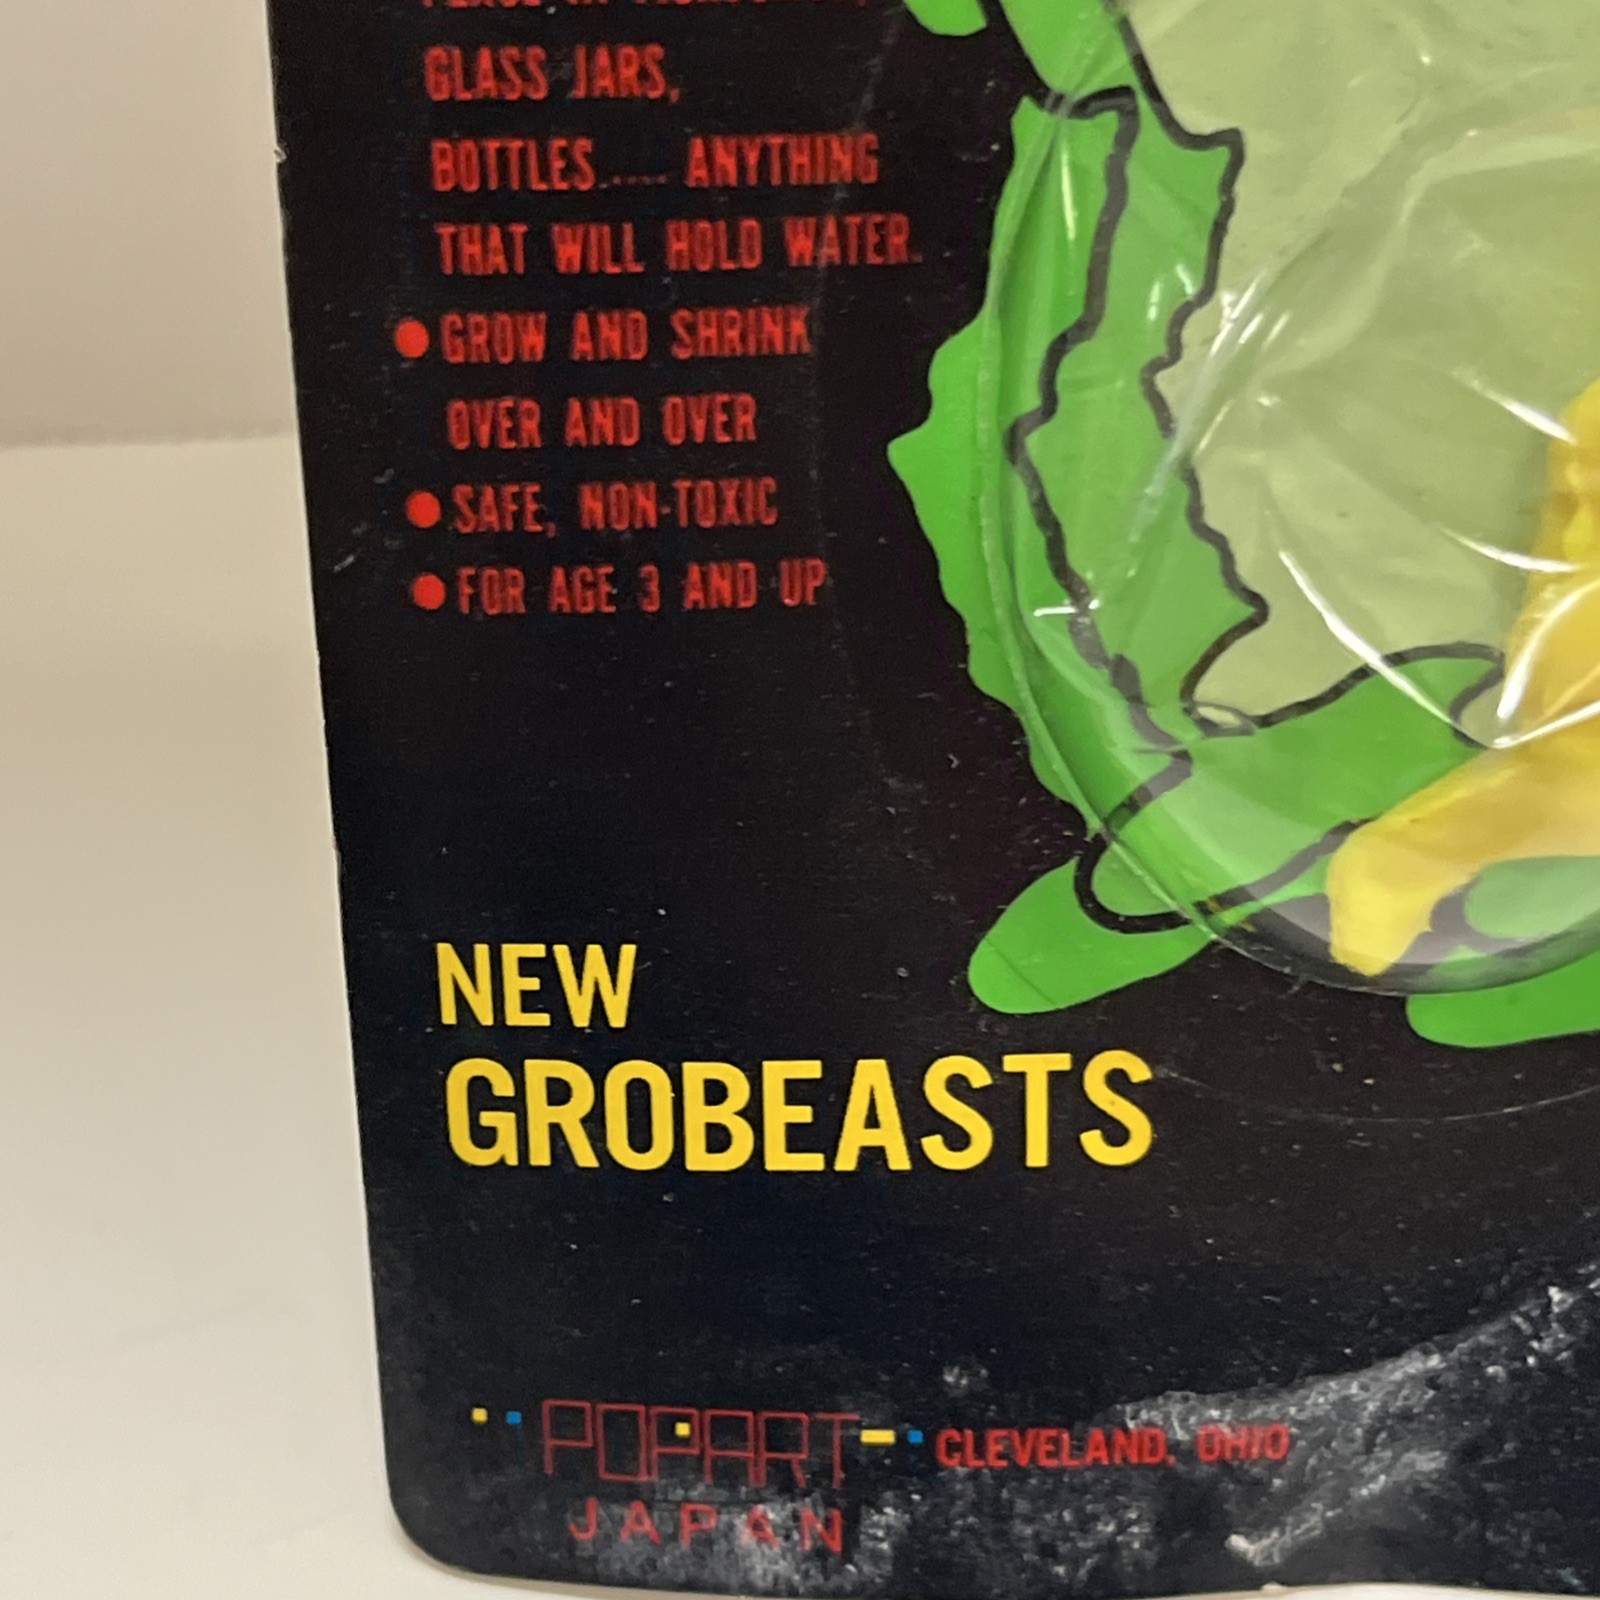 GLASS JARS,
BOTTLES..... ANYTHING
THAT WILL HOLD WATER.
● GROW AND SHRINK
OVER AND OVER
● SAFE, NON-TOXIC
● FOR AGE 3 AND UP
NEW
GROBEASTS
POPART CLEVELAND, OHIO
JAPAN